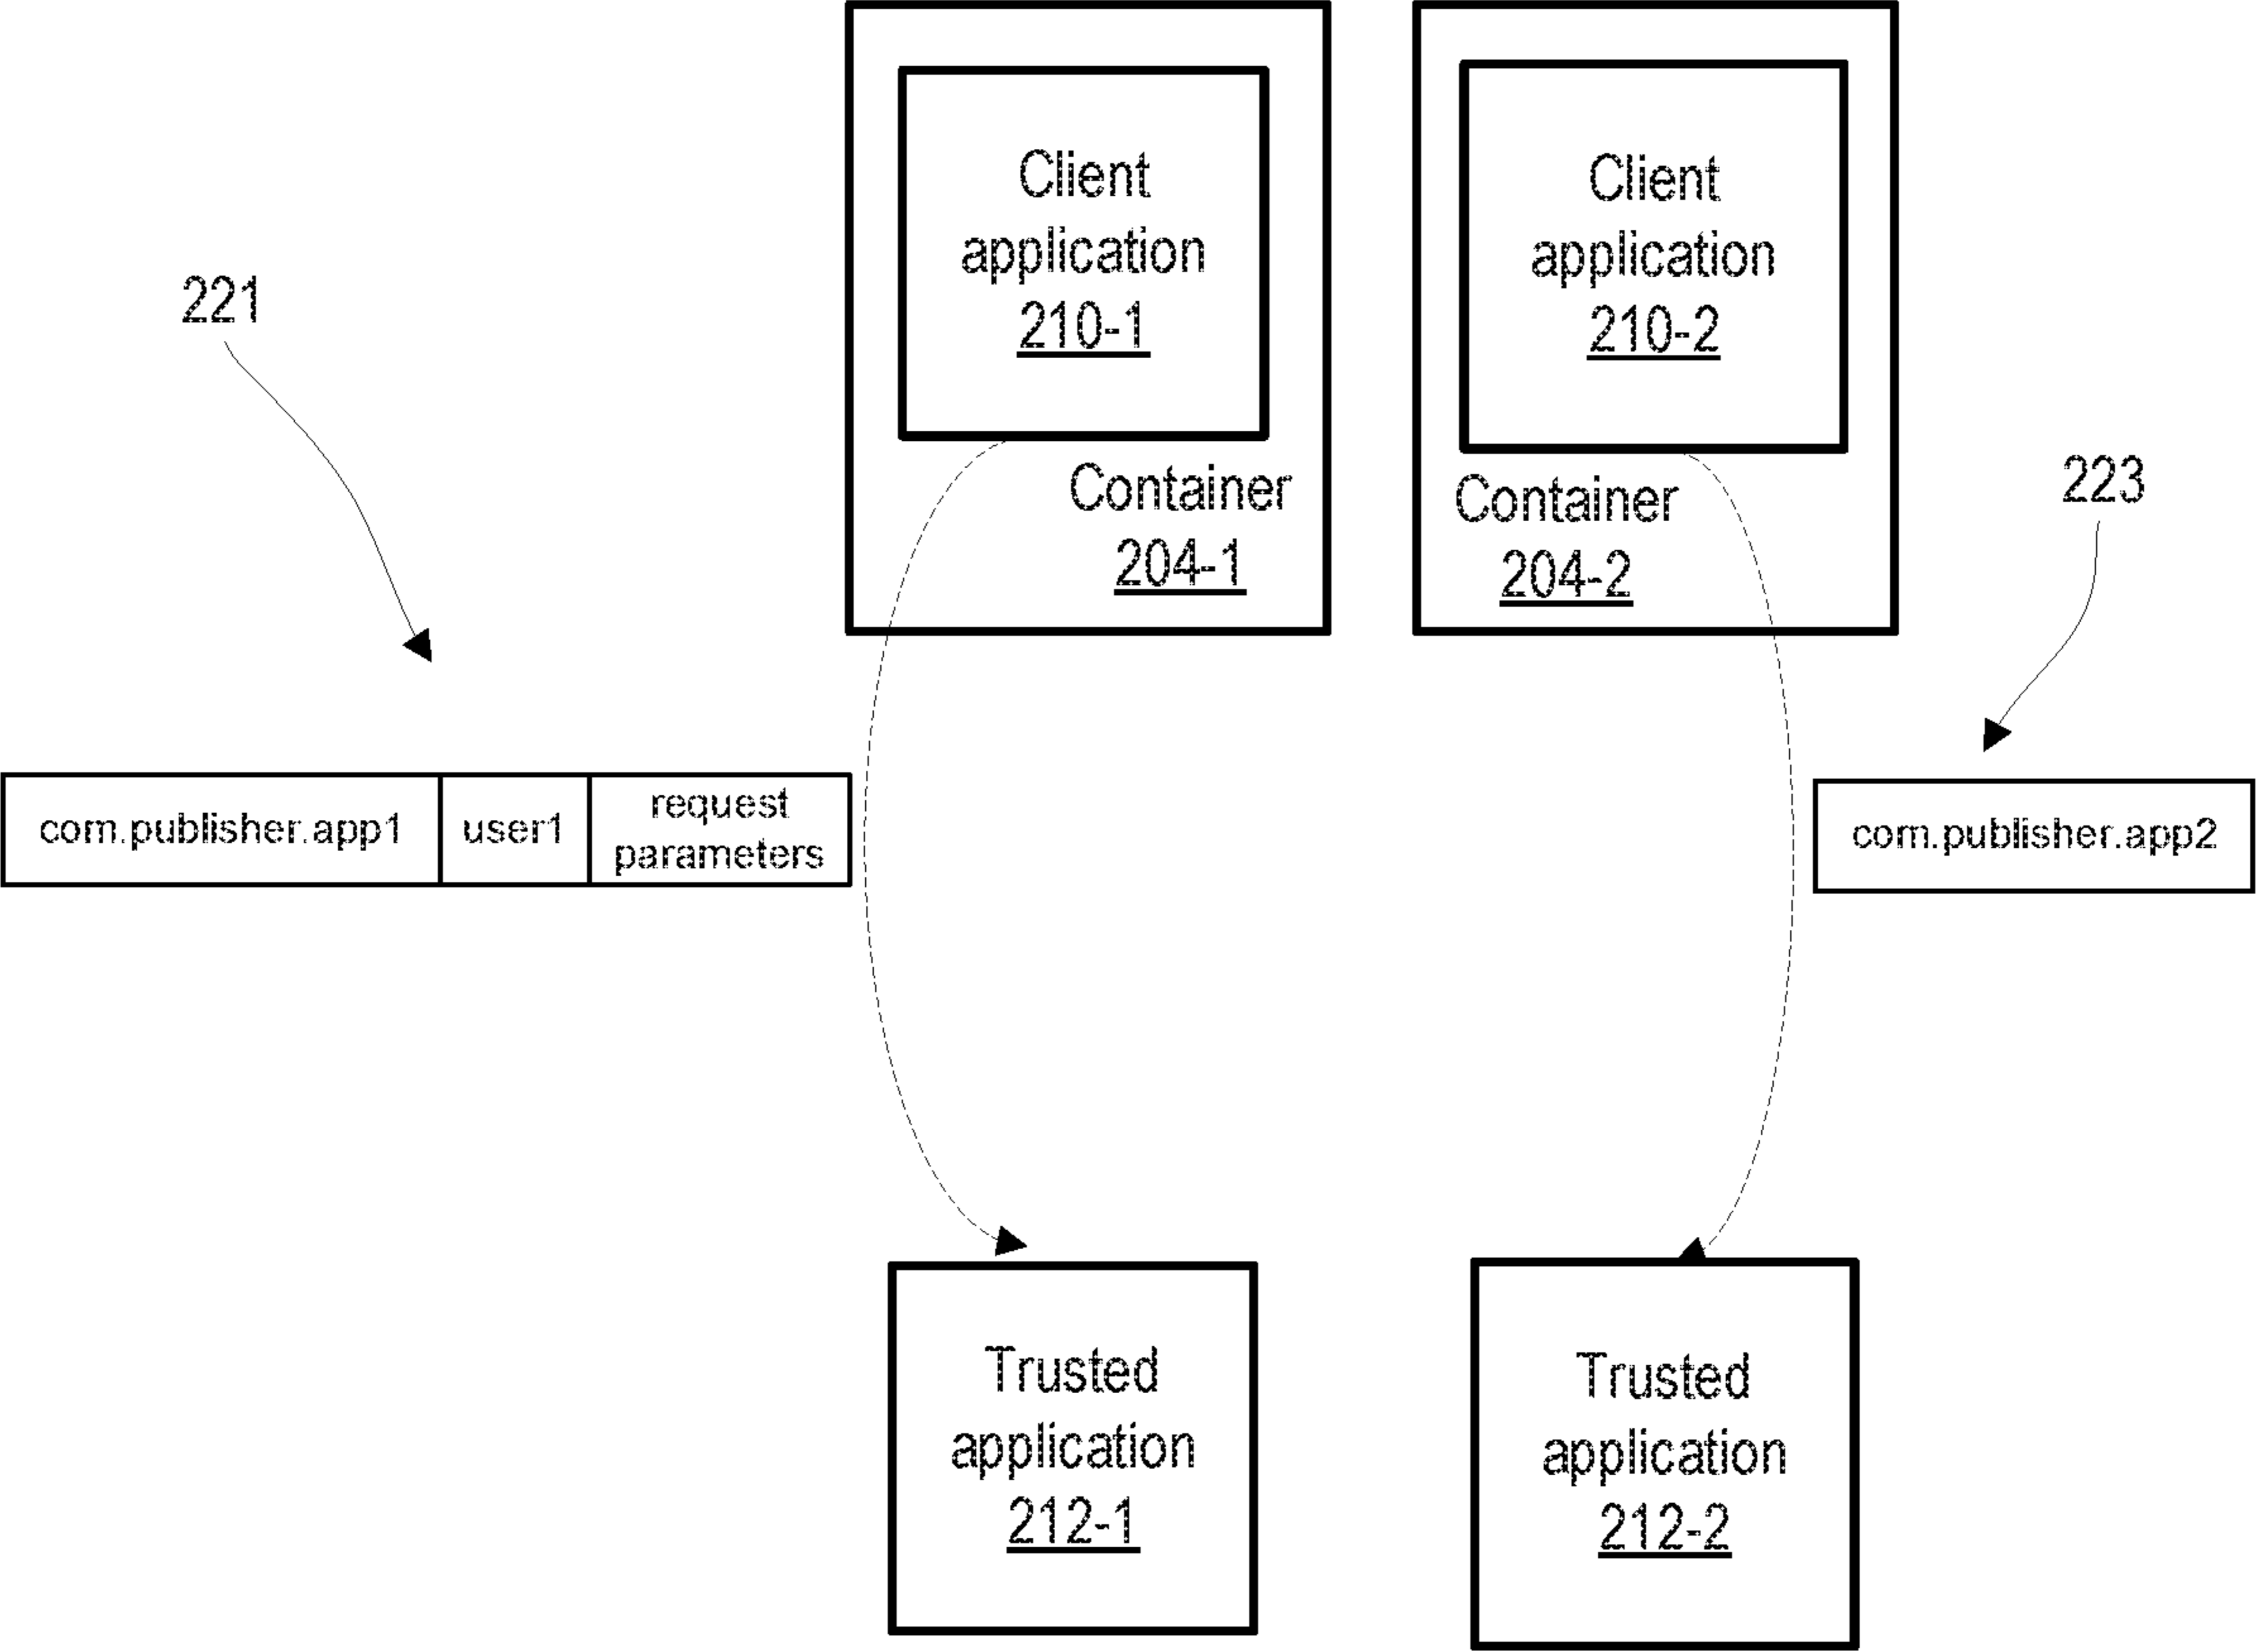 Client
application
210-1
Container
204-1
Client
application
210-2
Container
204-2
221
223
com.publisher.app1
user1
request
parameters
com.publisher.app2
Trusted
application
212-1
Trusted
application
212-2